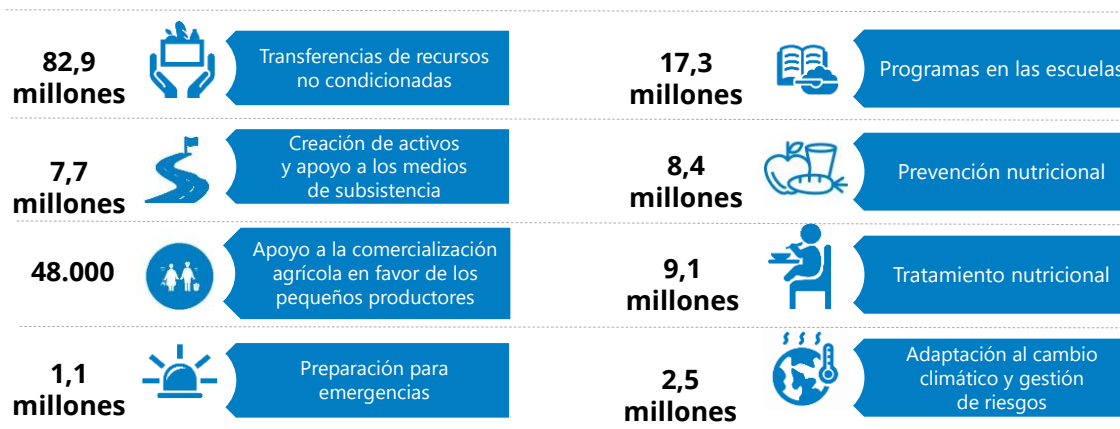 82,9
millones
Transferencias de recursos
no condicionadas
17,3
millones
Programas en las escuelas
7,7
millones
Creación de activos
y apoyo a los medios
de subsistencia
8,4
millones
Prevención nutricional
48.000
Apoyo a la comercialización
agrícola en favor de los
pequeños productores
9,1
millones
Tratamiento nutricional
1,1
millones
Preparación para
emergencias
2,5
millones
Adaptación al cambio
climático y gestión
de riesgos